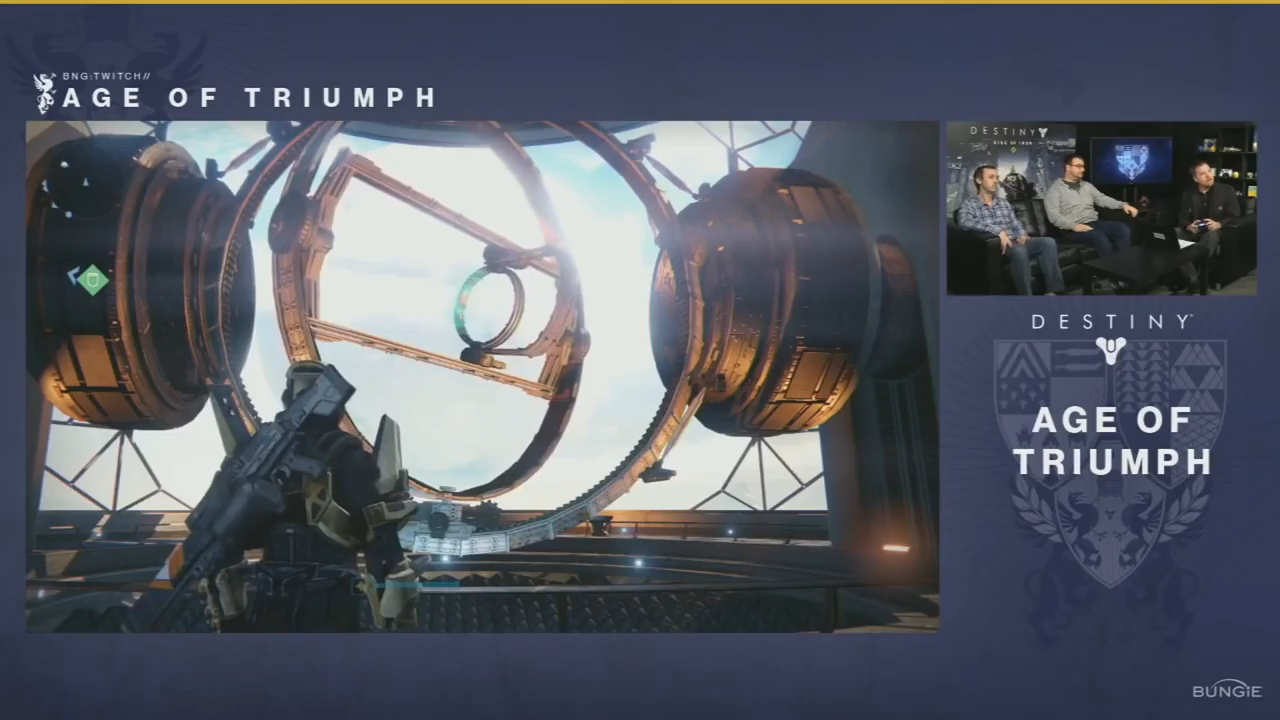 BNG:TWITCH//
AGE OF TRIUMPH
DESTINY
RISE OF IRON
DESTINY
AGE OF
TRIUMPH
BUNGiE